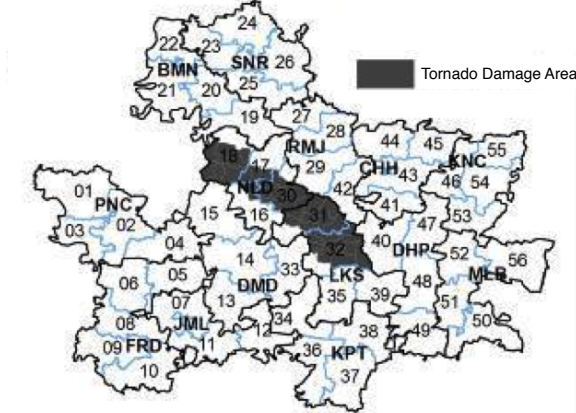 24
22 23
BMN SNR 26
21 20 25
Tornado Damage Area
19 27
28
44 45
RMJ
55
18 17 29
CHH 43 KNC
46 54
01
NLD 30 42
41
PNC
15 16 31
53
03 02
47
04
40 DHP
52
14 32
56
33
LKS
MLR
06 05
DMD
35 39
48
07 13
51
08
JML
12 34
38
49 50
09 FRD
11
36 KPT
10
37